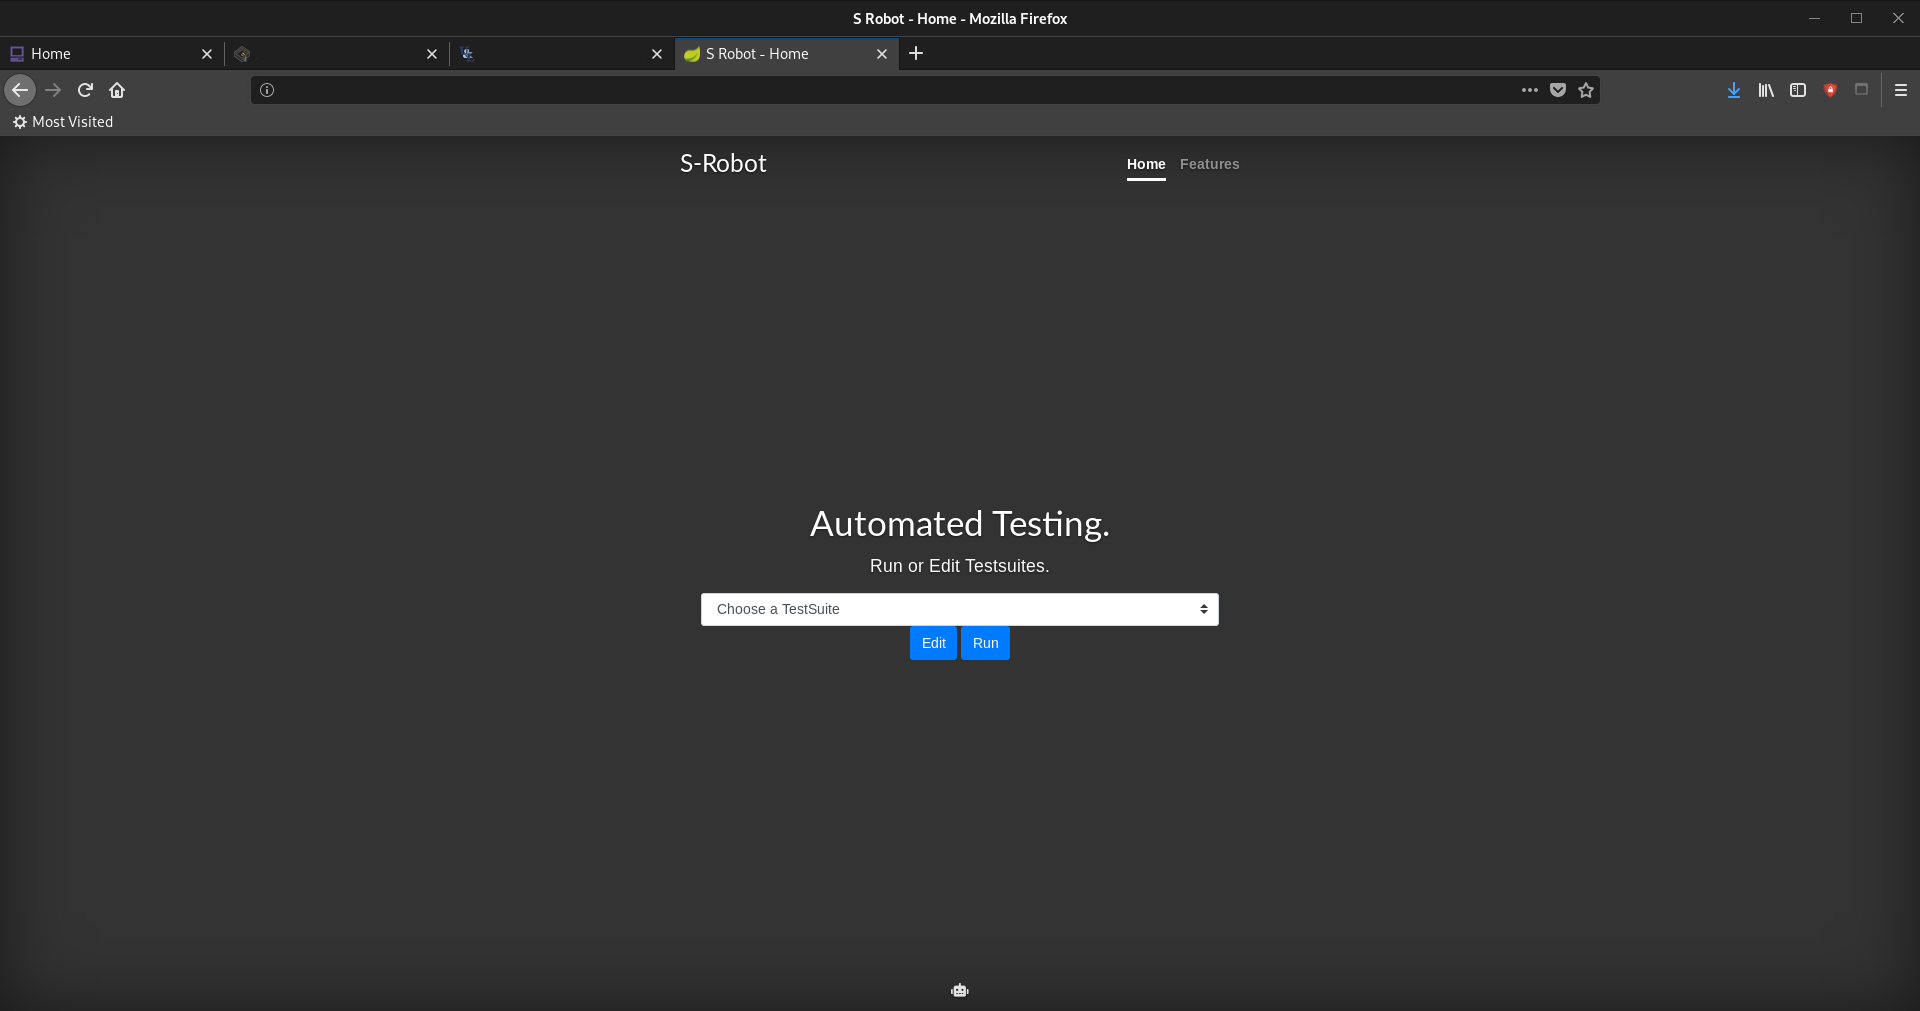 S Robot - Home - Mozilla Firefox
Home
S Robot - Home
Most Visited
S-Robot
Home
Features
Automated Testing.
Run or Edit Testsuites.
Choose a TestSuite
Edit
Run